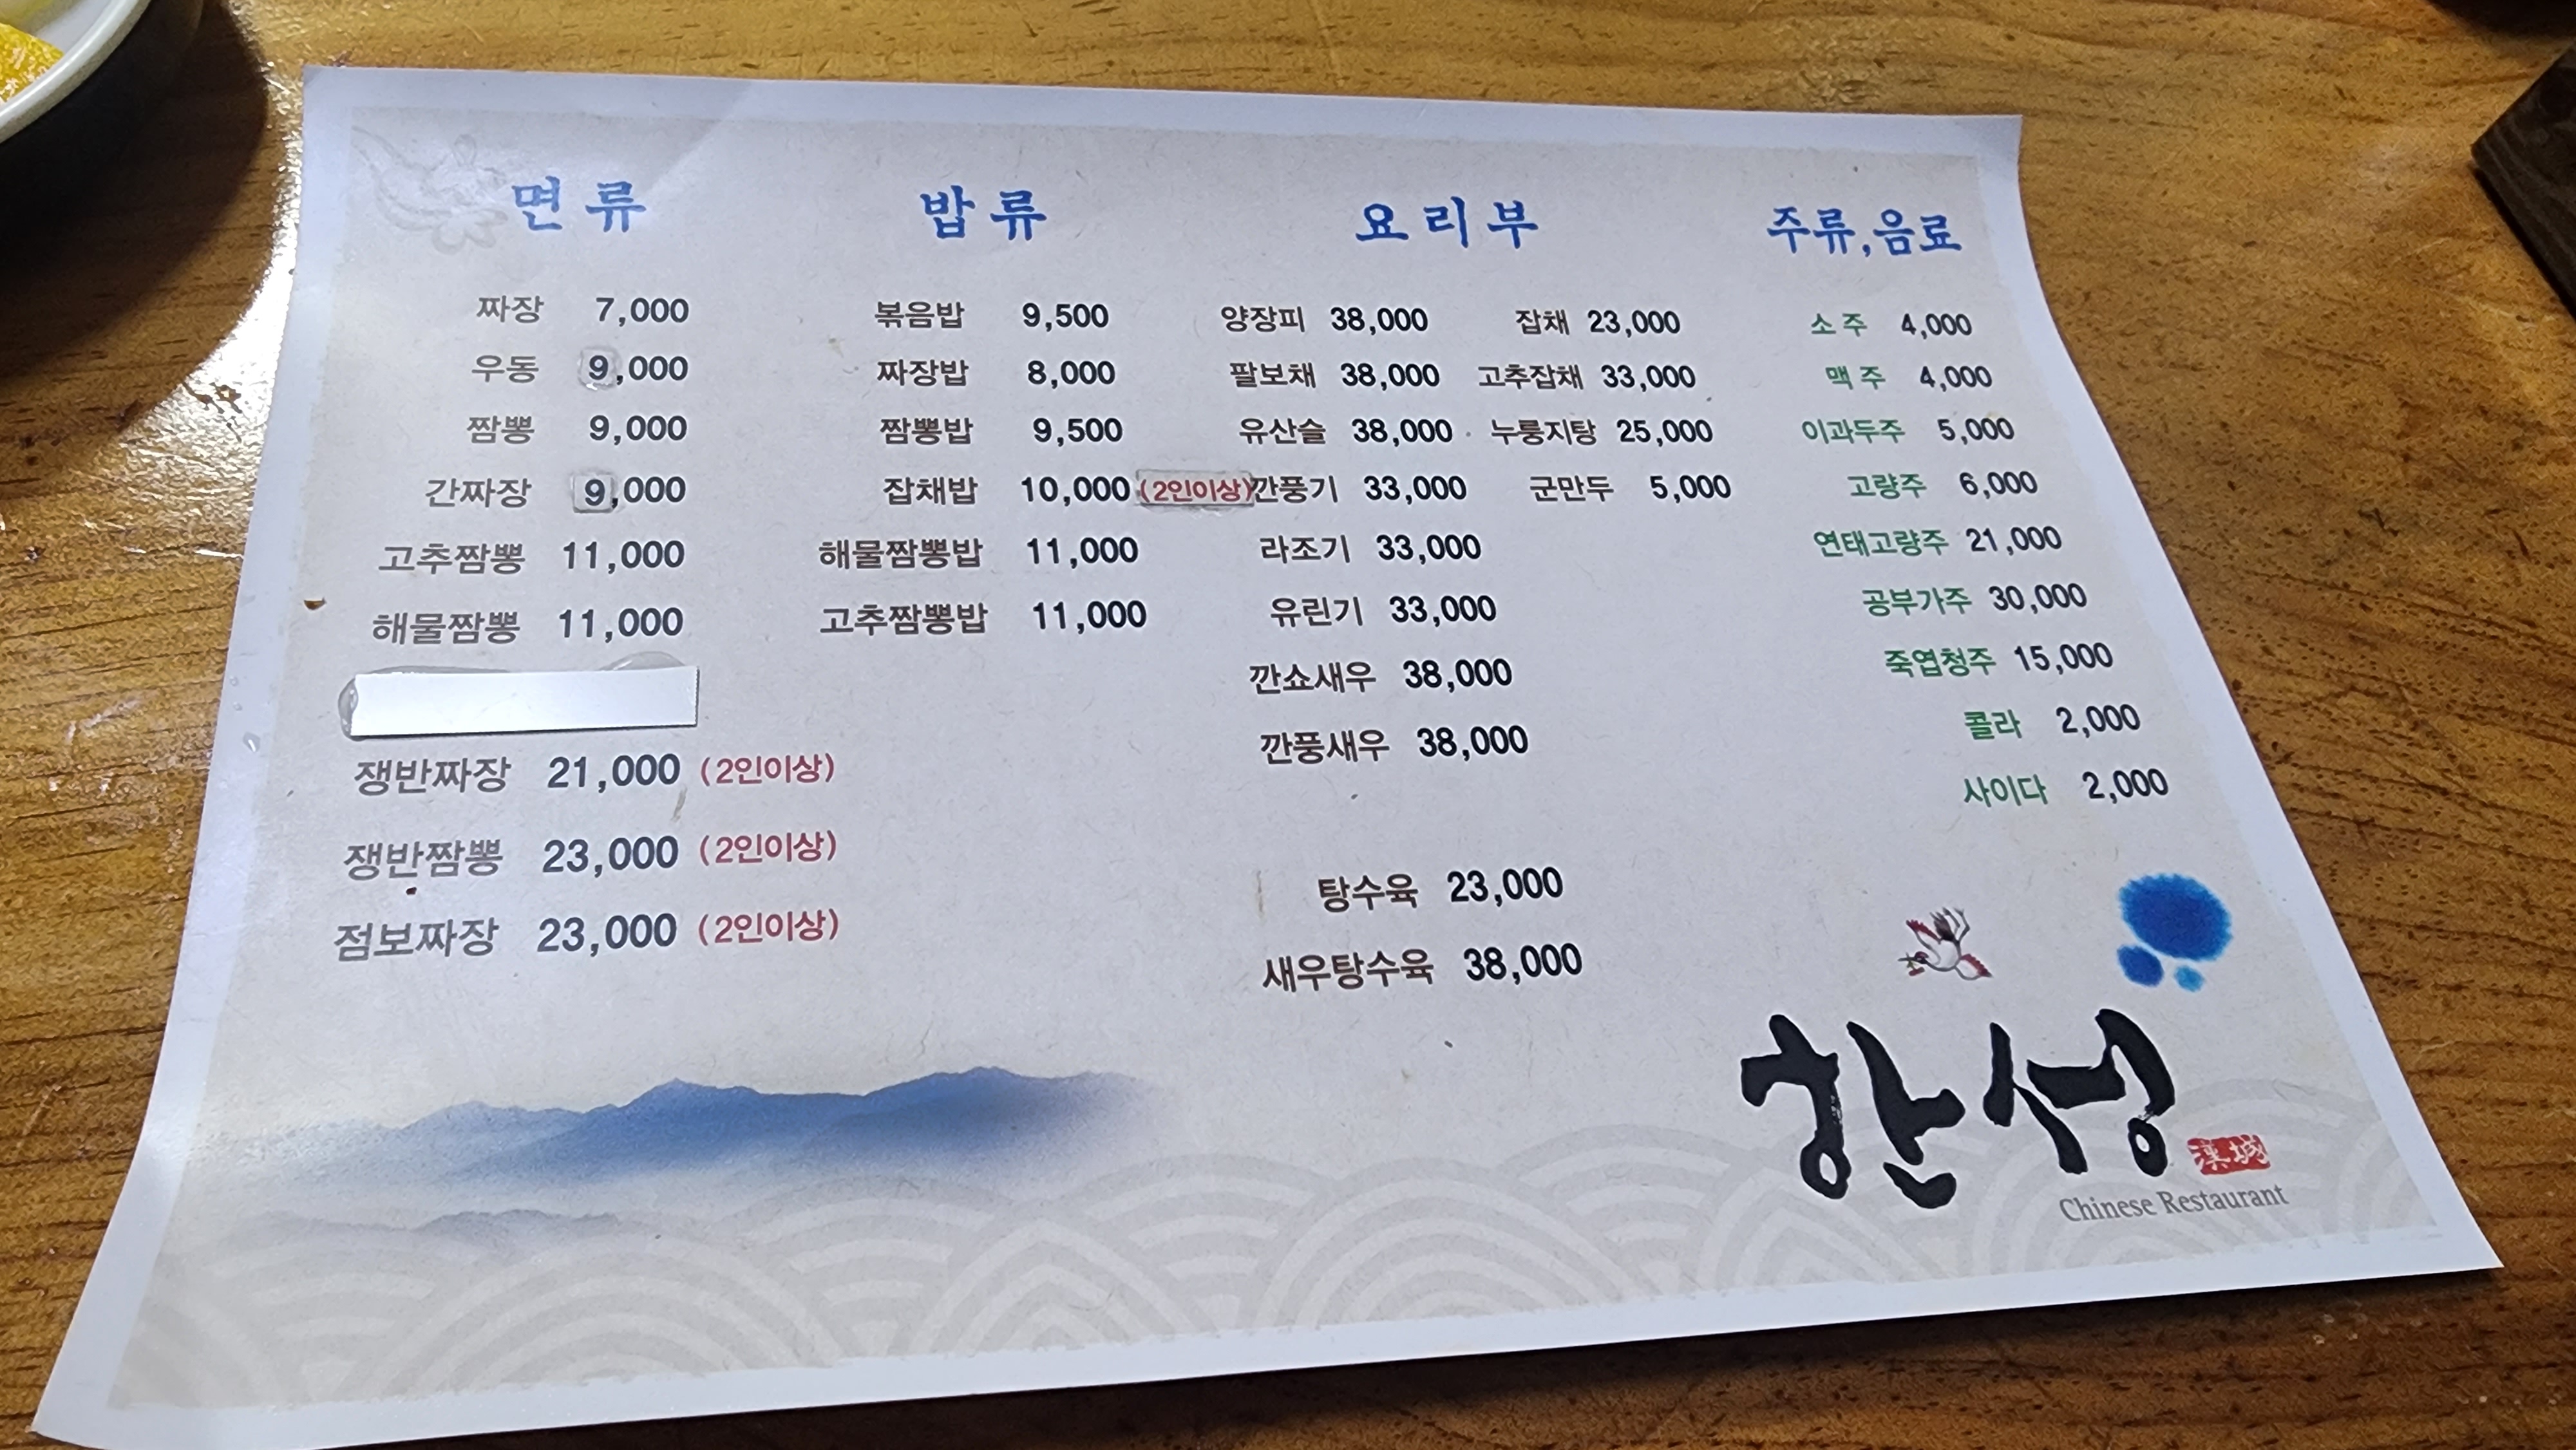 면류
짜장 7,000
우동 9,000
짬뽕 9,000
간짜장 9,000
고추짬뽕 11,000
해물짬뽕 11,000
쟁반짜장 21,000 (2인이상)
쟁반짬뽕 23,000 (2인이상)
점보짜장 23,000 (2인이상)
밥류
볶음밥 9,500
짜장밥 8,000
짬뽕밥 9,500
잡채밥 10,000 (2인이상)
해물짬뽕밥 11,000
고추짬뽕밥 11,000
요리부
양장피 38,000
팔보채 38,000
유산슬 38,000
깐풍기 33,000
라조기 33,000
유린기 33,000
깐쇼새우 38,000
깐풍새우 38,000
탕수육 23,000
새우탕수육 38,000
잡채 23,000
고추잡채 33,000
누룽지탕 25,000
군만두 5,000
주류,음료
소주 4,000
맥주 4,000
이과두주 5,000
고량주 6,000
연태고량주 21,000
공부가주 30,000
죽엽청주 15,000
콜라 2,000
사이다 2,000
한성
漢城
Chinese Restaurant